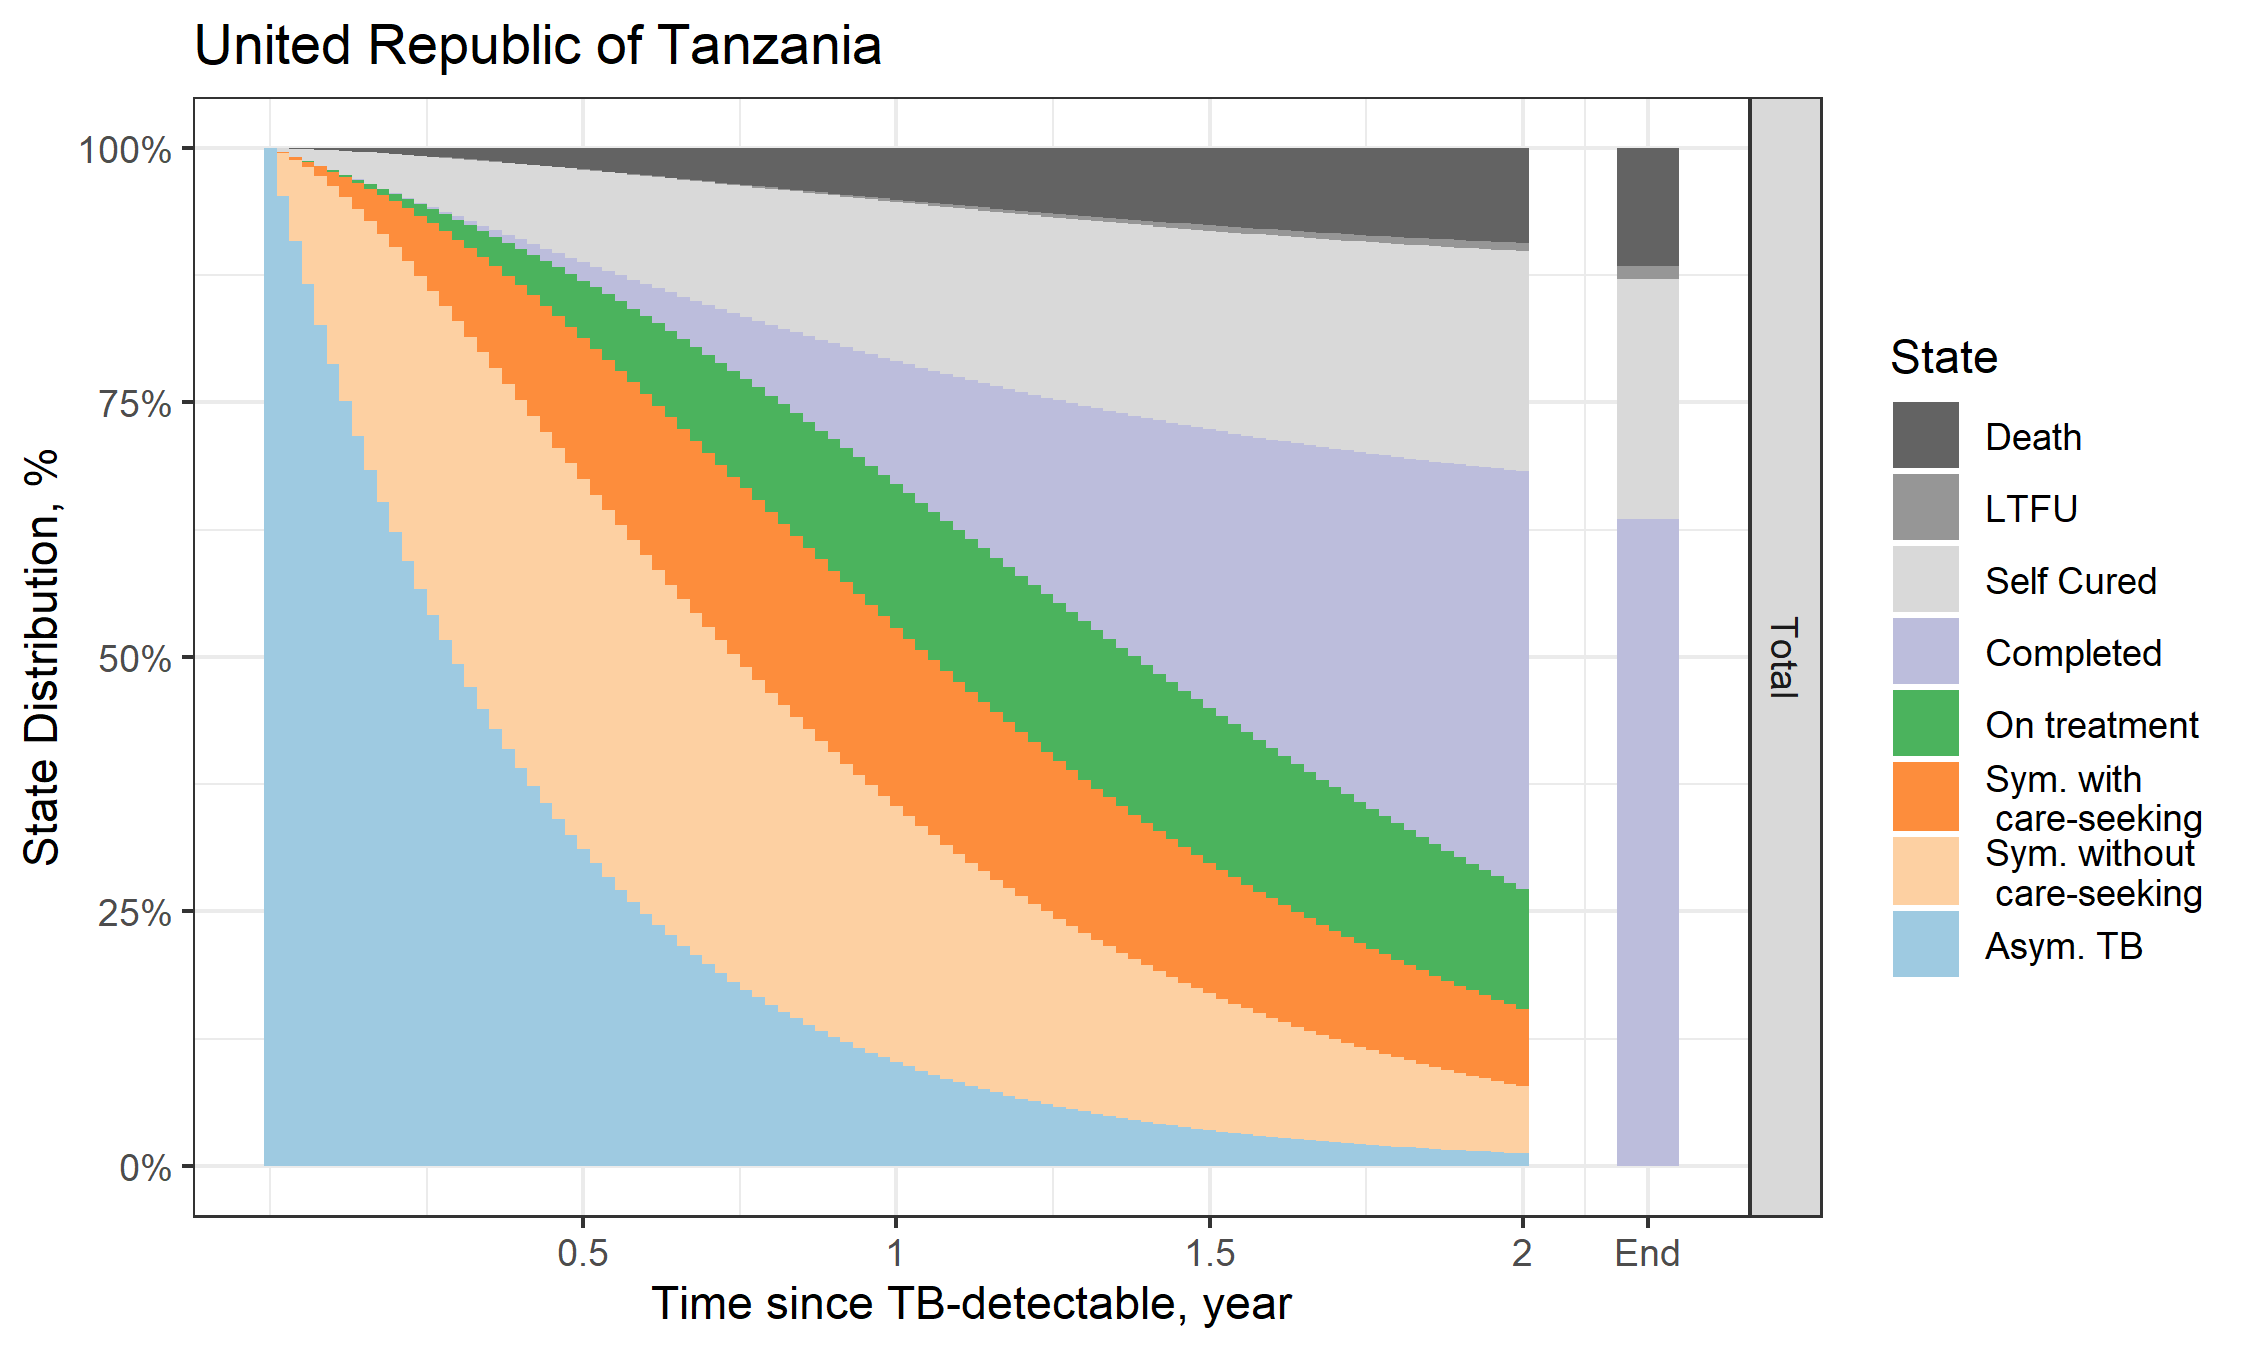 United Republic of Tanzania
100%
75%
50%
25%
0%
State Distribution, %
0.5
1
1.5
2
End
Time since TB-detectable, year
Total
State
Death
LTFU
Self Cured
Completed
On treatment
Sym. with
care-seeking
Sym. without
care-seeking
Asym. TB